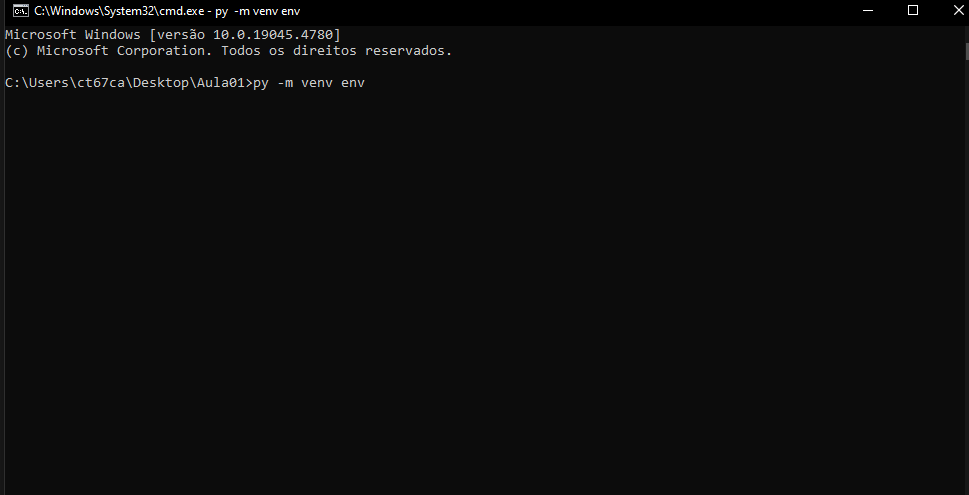 C:\Windows\System32\cmd.exe - py  -m venv env
Microsoft Windows [versão 10.0.19045.4780]
(c) Microsoft Corporation. Todos os direitos reservados.
C:\Users\ct67ca\Desktop\Aula01>py -m venv env